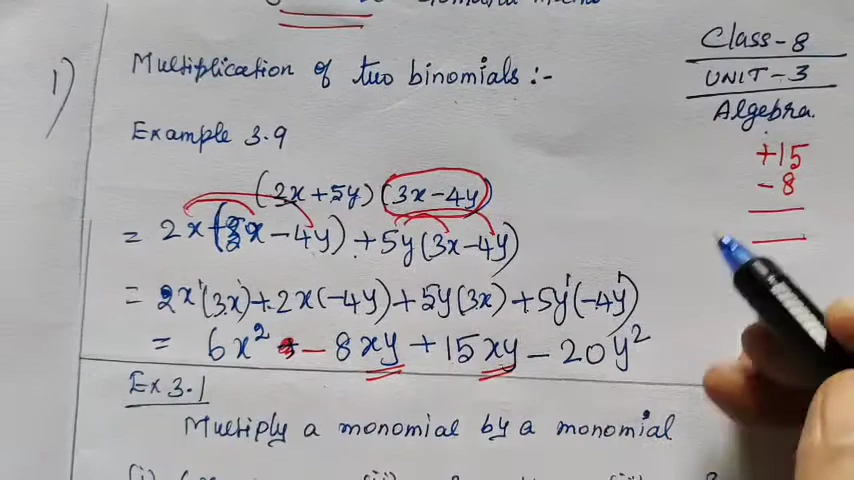 Class-8
UNIT-3
Algebra
1)
Multiplication of two binomials :-
Example 3.9
(2x+5y)(3x-4y)
= 2x(3x-4y)+5y(3x-4y)
= 2x(3x)+2x(-4y)+5y(3x)+5y(-4y)
= 6x² - 8xy + 15xy - 20y²
+15
-8
Ex 3.1
Multiply a monomial by a monomial